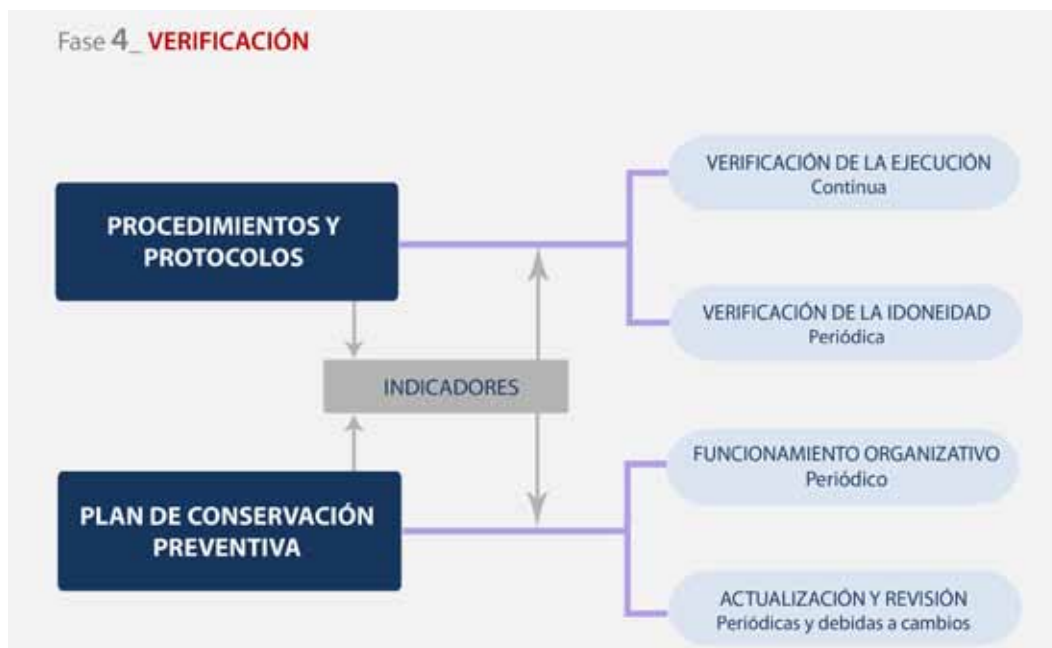 Fase 4_ VERIFICACIÓN
PROCEDIMIENTOS Y
PROTOCOLOS
VERIFICACIÓN DE LA EJECUCIÓN
Continua
VERIFICACIÓN DE LA IDONEIDAD
Periódica
INDICADORES
PLAN DE CONSERVACIÓN
PREVENTIVA
FUNCIONAMIENTO ORGANIZATIVO
Periódico
ACTUALIZACIÓN Y REVISIÓN
Periódicas y debidas a cambios